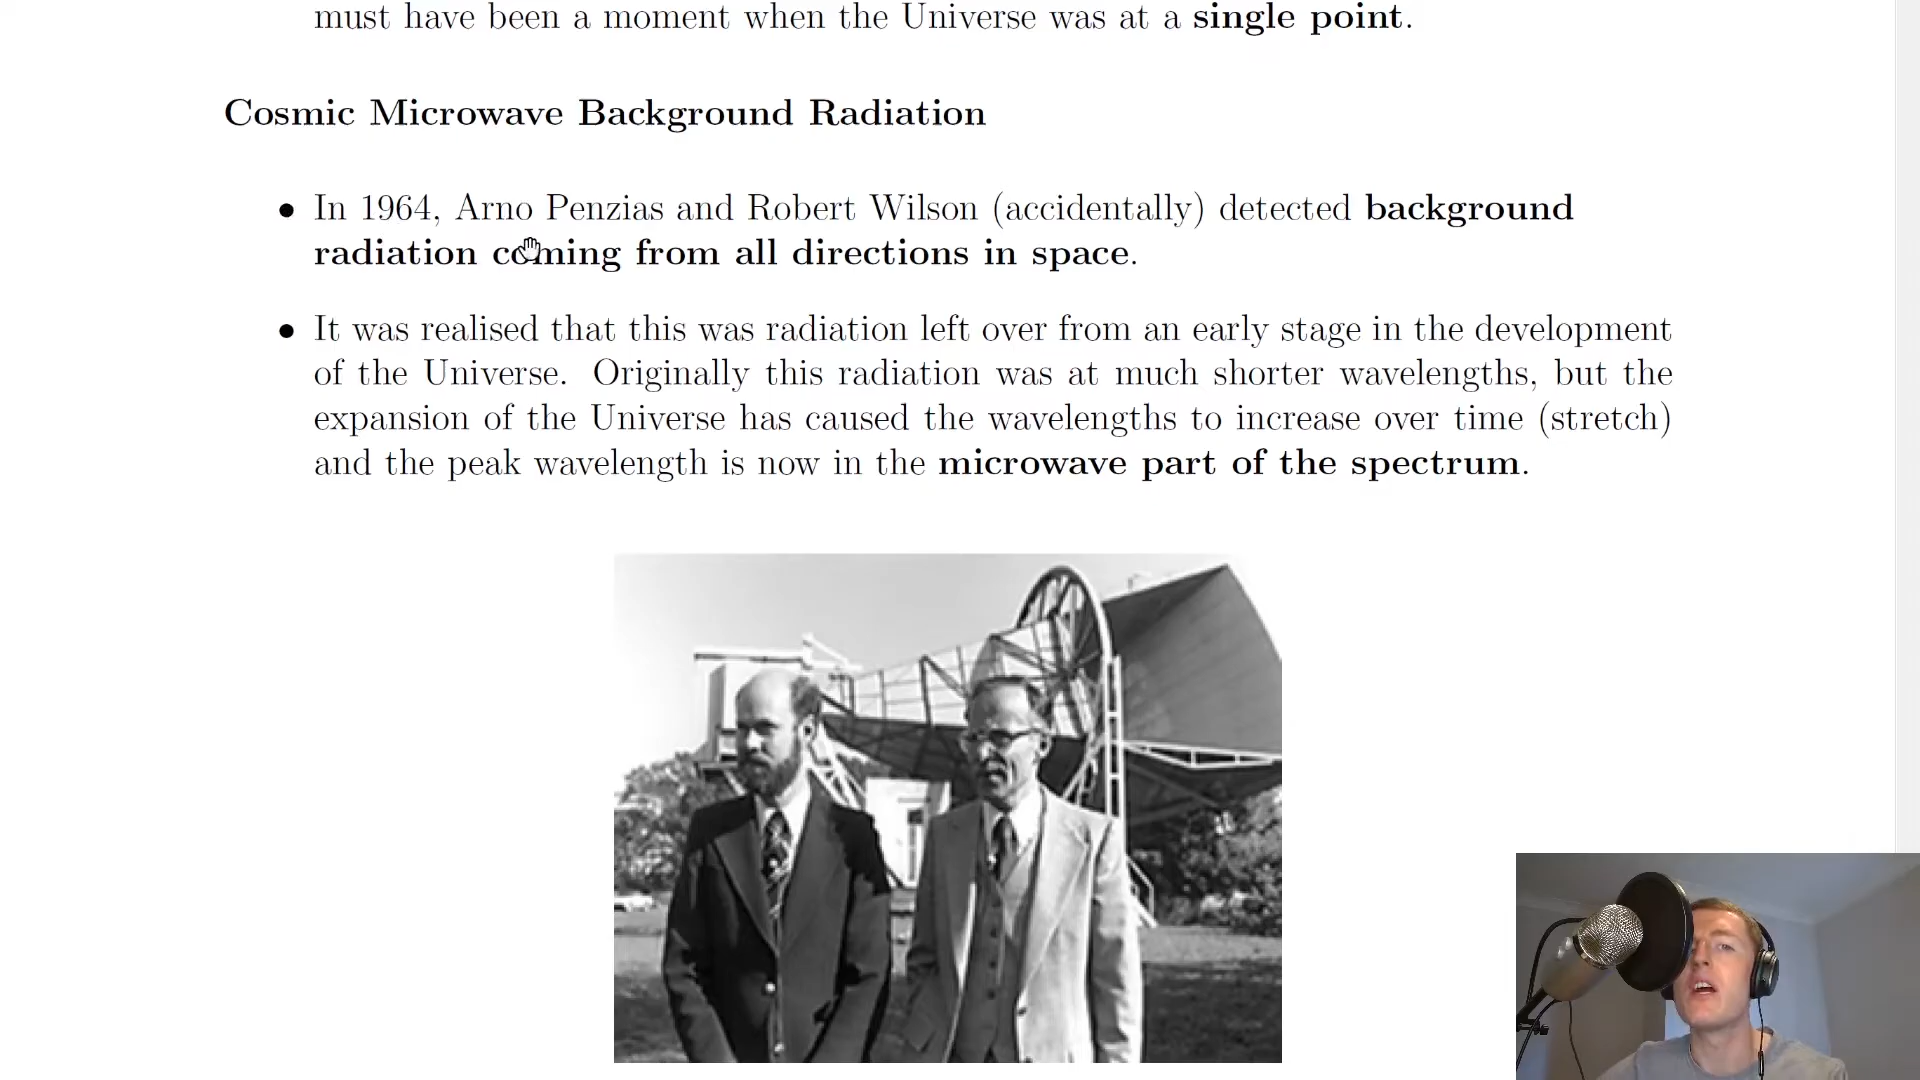 must have been a moment when the Universe was at a single point.
Cosmic Microwave Background Radiation
• In 1964, Arno Penzias and Robert Wilson (accidentally) detected background
radiation coming from all directions in space.
• It was realised that this was radiation left over from an early stage in the development
of the Universe. Originally this radiation was at much shorter wavelengths, but the
expansion of the Universe has caused the wavelengths to increase over time (stretch)
and the peak wavelength is now in the microwave part of the spectrum.